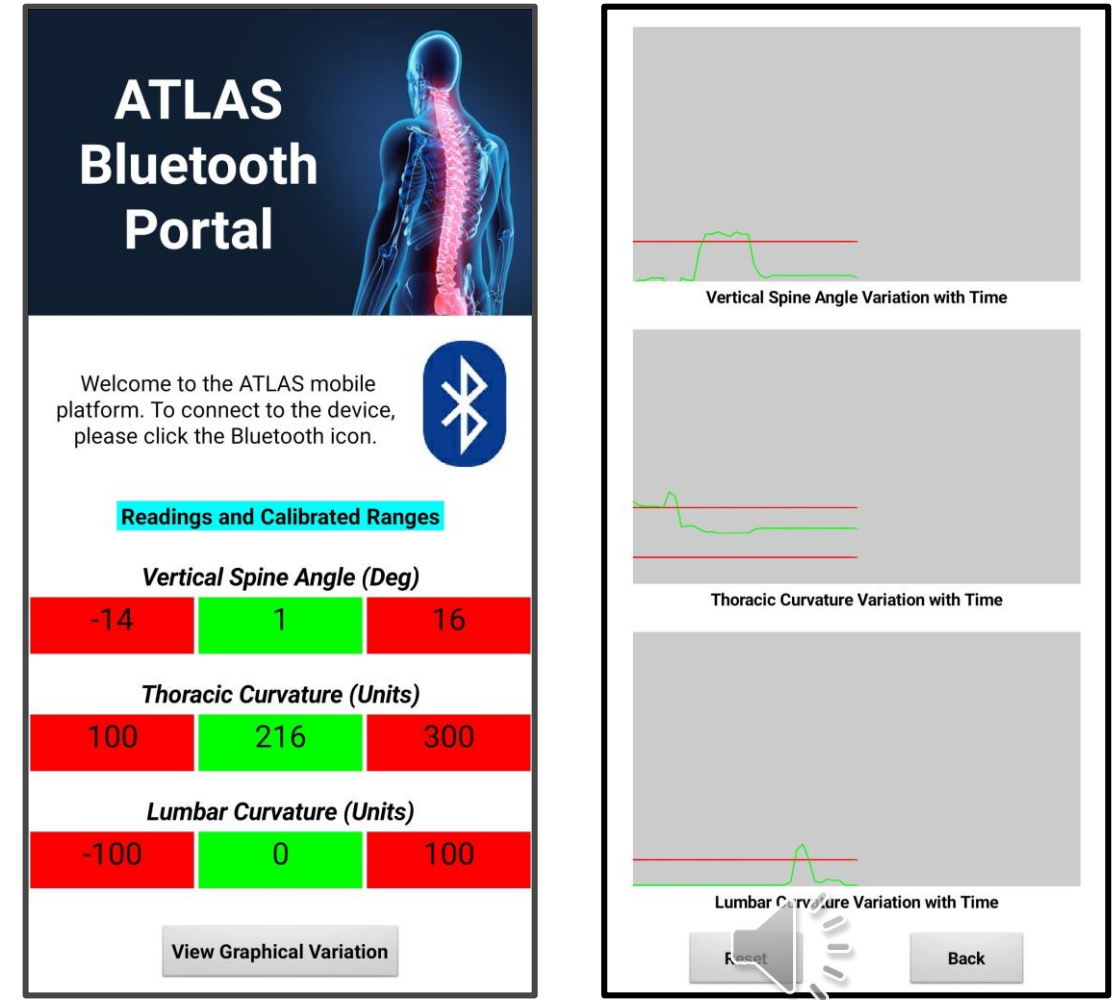 ATLAS
Bluetooth
Portal
Welcome to the ATLAS mobile
platform. To connect to the device,
please click the Bluetooth icon.
Readings and Calibrated Ranges
Vertical Spine Angle (Deg)
-14 1 16
Thoracic Curvature (Units)
100 216 300
Lumbar Curvature (Units)
-100 0 100
View Graphical Variation
Vertical Spine Angle Variation with Time
Thoracic Curvature Variation with Time
Lumbar Curvature Variation with Time
Reset
Back